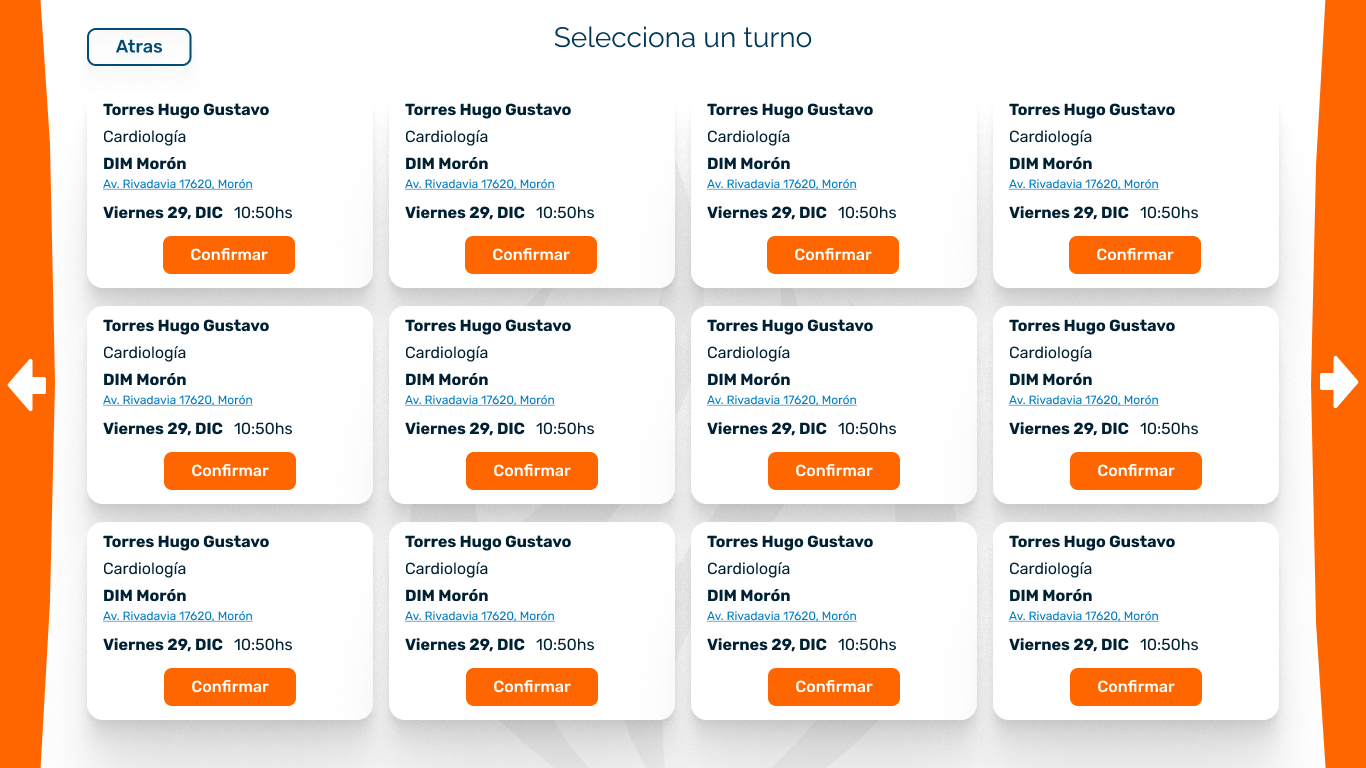 Atras
Selecciona un turno
Torres Hugo Gustavo
Cardiología
DIM Morón
Av. Rivadavia 17620, Morón
Viernes 29, DIC 10:50hs
Confirmar
Torres Hugo Gustavo
Cardiología
DIM Morón
Av. Rivadavia 17620, Morón
Viernes 29, DIC 10:50hs
Confirmar
Torres Hugo Gustavo
Cardiología
DIM Morón
Av. Rivadavia 17620, Morón
Viernes 29, DIC 10:50hs
Confirmar
Torres Hugo Gustavo
Cardiología
DIM Morón
Av. Rivadavia 17620, Morón
Viernes 29, DIC 10:50hs
Confirmar
Torres Hugo Gustavo
Cardiología
DIM Morón
Av. Rivadavia 17620, Morón
Viernes 29, DIC 10:50hs
Confirmar
Torres Hugo Gustavo
Cardiología
DIM Morón
Av. Rivadavia 17620, Morón
Viernes 29, DIC 10:50hs
Confirmar
Torres Hugo Gustavo
Cardiología
DIM Morón
Av. Rivadavia 17620, Morón
Viernes 29, DIC 10:50hs
Confirmar
Torres Hugo Gustavo
Cardiología
DIM Morón
Av. Rivadavia 17620, Morón
Viernes 29, DIC 10:50hs
Confirmar
Torres Hugo Gustavo
Cardiología
DIM Morón
Av. Rivadavia 17620, Morón
Viernes 29, DIC 10:50hs
Confirmar
Torres Hugo Gustavo
Cardiología
DIM Morón
Av. Rivadavia 17620, Morón
Viernes 29, DIC 10:50hs
Confirmar
Torres Hugo Gustavo
Cardiología
DIM Morón
Av. Rivadavia 17620, Morón
Viernes 29, DIC 10:50hs
Confirmar
Torres Hugo Gustavo
Cardiología
DIM Morón
Av. Rivadavia 17620, Morón
Viernes 29, DIC 10:50hs
Confirmar